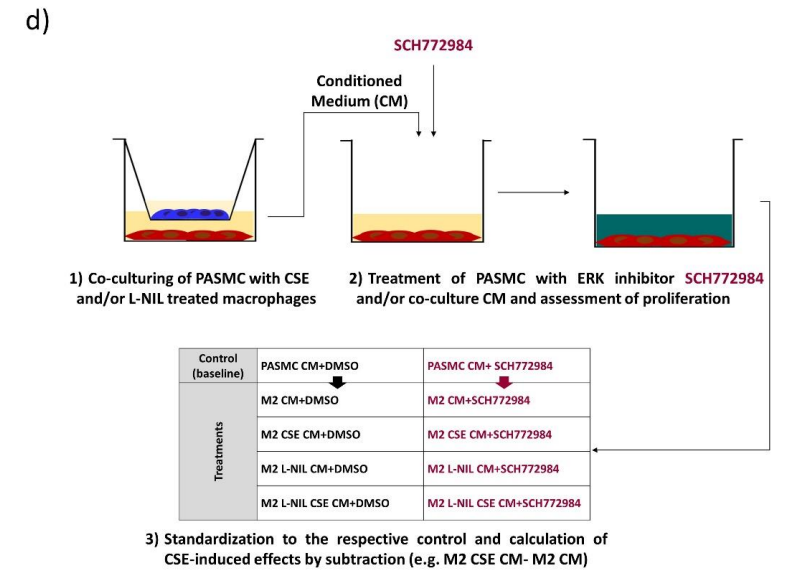 d)
SCH772984
Conditioned
Medium (CM)
1) Co-culturing of PASMC with CSE
and/or L-NIL treated macrophages
2) Treatment of PASMC with ERK inhibitor SCH772984
and/or co-culture CM and assessment of proliferation
Control
(baseline)
PASMC CM+DMSO
PASMC CM+ SCH772984
Treatments
M2 CM+DMSO
M2 CM+SCH772984
M2 CSE CM+DMSO
M2 CSE CM+SCH772984
M2 L-NIL CM+DMSO
M2 L-NIL CM+SCH772984
M2 L-NIL CSE CM+DMSO
M2 L-NIL CSE CM+SCH772984
3) Standardization to the respective control and calculation of
CSE-induced effects by subtraction (e.g. M2 CSE CM- M2 CM)